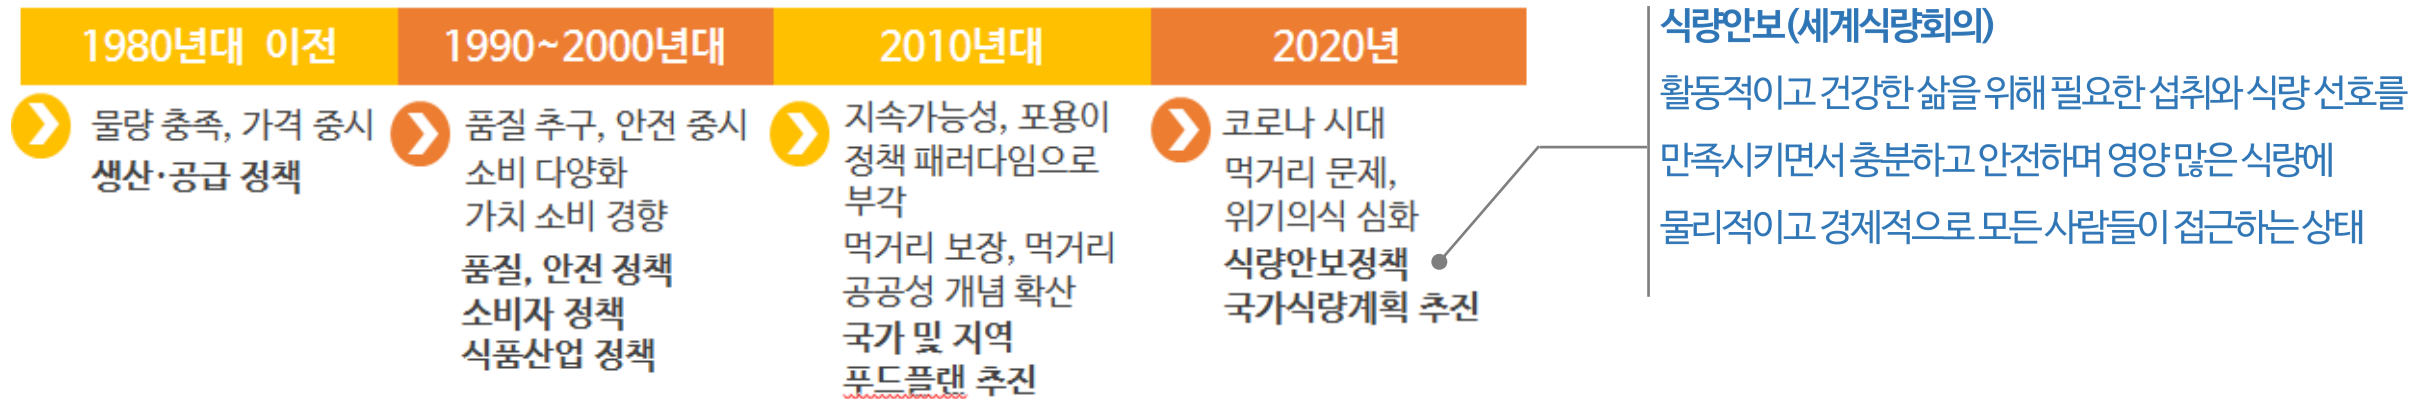 1980년대 이전
물량 충족, 가격 중시
생산·공급 정책
1990~2000년대
품질 추구, 안전 중시
소비 다양화
가치 소비 경향
품질, 안전 정책
소비자 정책
식품산업 정책
2010년대
지속가능성, 포용이
정책 패러다임으로
부각
먹거리 보장, 먹거리
공공성 개념 확산
국가 및 지역
푸드플랜 추진
2020년
코로나 시대
먹거리 문제,
위기의식 심화
식량안보정책
국가식량계획 추진
식량안보(세계식량회의)
활동적이고 건강한 삶을 위해 필요한 섭취와 식량 선호를
만족시키면서 충분하고 안전하며 영양 많은 식량에
물리적이고 경제적으로 모든 사람들이 접근하는 상태